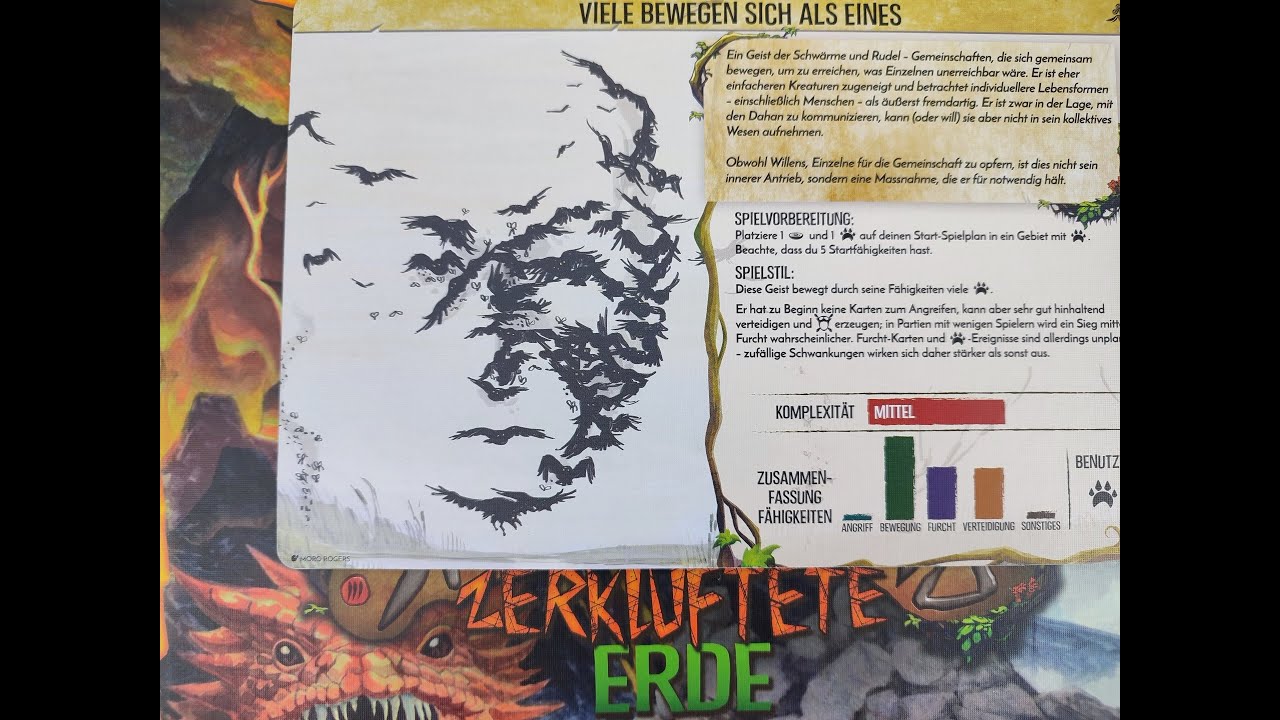 VIELE BEWEGEN SICH ALS EINES
Ein Geist der Schwärme und Rudel – Gemeinschaften, die sich gemeinsam
bewegen, um zu erreichen, was Einzelnen unerreichbar wäre. Er ist eher
einfacheren Kreaturen zugeneigt und betrachtet individuellere Lebensformen
– einschließlich Menschen – als äußerst fremdartig. Er ist zwar in der Lage, mit
den Dahan zu kommunizieren, kann (oder will) sie aber nicht in sein kollektives
Wesen aufnehmen.
Obwohl Willens, Einzelne für die Gemeinschaft zu opfern, ist dies nicht sein
innerer Antrieb, sondern eine Massnahme, die er für notwendig hält.
SPIELVORBEREITUNG:
Platziere 1 und 1 auf deinen Start-Spielplan in ein Gebiet mit .
Beachte, dass du 5 Startfähigkeiten hast.
SPIELSTIL:
Diese Geist bewegt durch seine Fähigkeiten viele .
Er hat zu Beginn keine Karten zum Angreifen, kann aber sehr gut hinhaltend
verteidigen und erzeugen; in Partien mit wenigen Spielern wird ein Sieg mitte
Furcht wahrscheinlicher. Furcht-Karten und -Ereignisse sind allerdings unpla
– zufällige Schwankungen wirken sich daher stärker als sonst aus.
KOMPLEXITÄT MITTEL
ZUSAMMEN-
FASSUNG
FÄHIGKEITEN
ANGRIFF BEWEGUNG FURCHT VERTEIDIGUNG SONSTIGES
BENUTZ
MORO ROGERS
ZERKLÜFTETE
ERDE